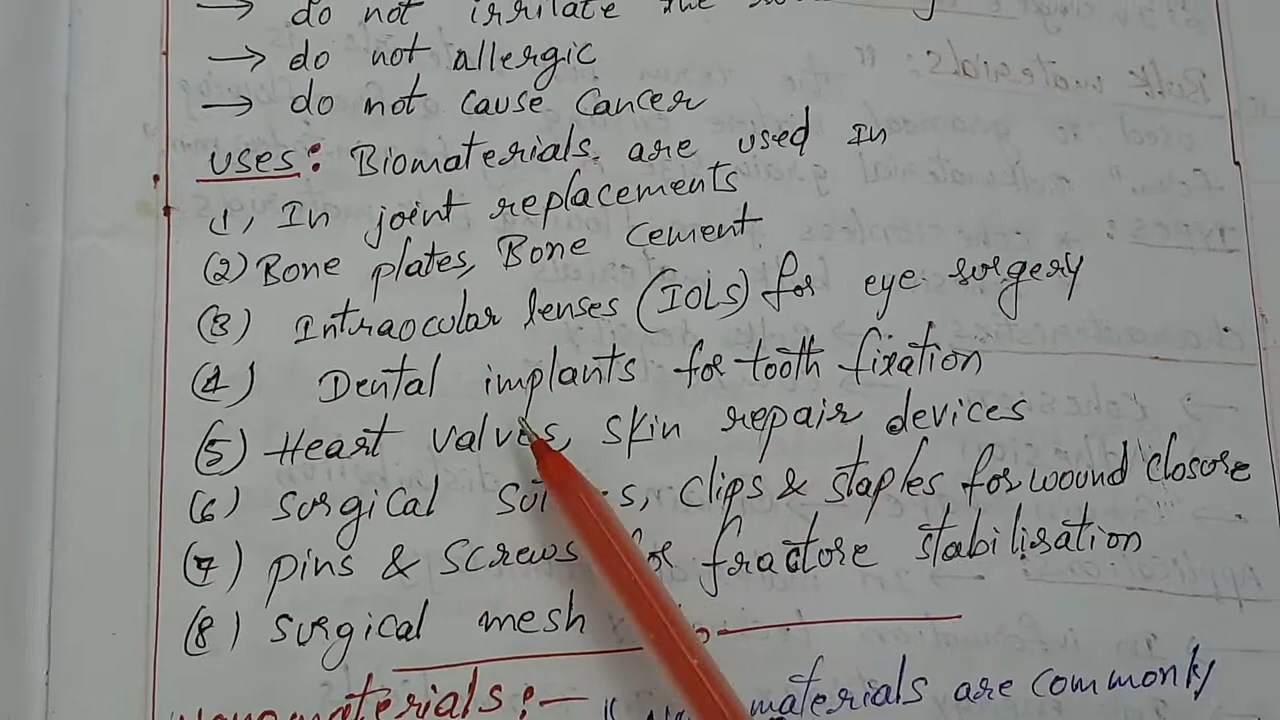 → do not irritate the
→ do not allergic
→ do not cause cancer
uses: Biomaterials are used In
(1) In joint replacements
(2) Bone plates, Bone cement
(3) Intraocular lenses (IOLs) for eye surgery
(4) Dental implants for tooth fixation
(5) Heart valves, skin repair devices
(6) Surgical clips & staples for wound closore
(7) pins & screws for fractore stabilisation
(8) surgical mesh
materials are commonly